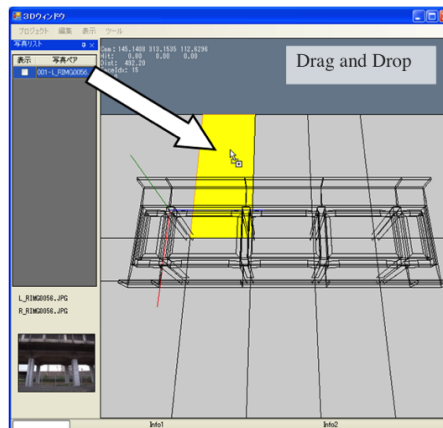 3Dウィンドウ
プロジェクト 編集 表示 ツール
写真リスト
表示 写真ペア
001-L_RIMG0056.
Cam: 145.1408 313.1535 112.6296
Hit: 0.00 0.00 0.00
Dist: 492.20
FaceIdx: 15
Drag and Drop
L_RIMG0056.JPG
R_RIMG0056.JPG
Info1 Info2